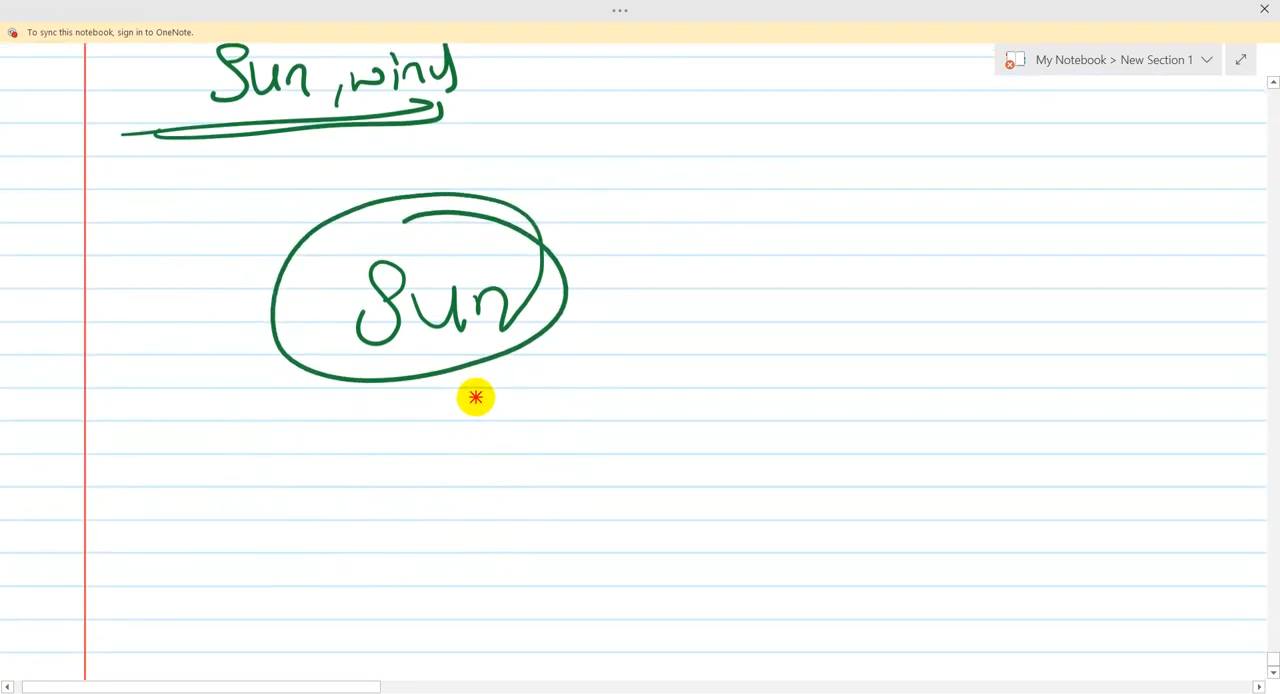 To sync this notebook, sign in to OneNote.
My Notebook > New Section 1
Sun, wind
Sun